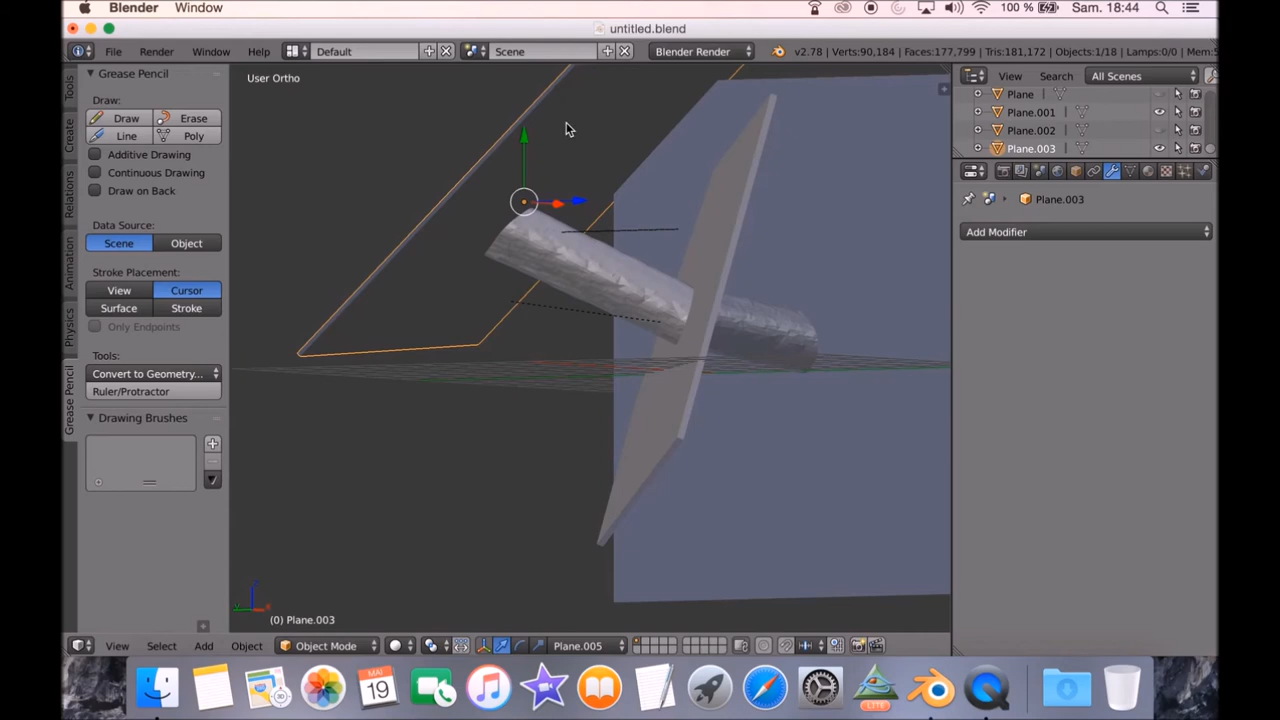 Blender Window 100 % Sam. 18:44
untitled.blend
File Render Window Help Default Scene Blender Render v2.78 | Verts:90,184 | Faces:177,799 | Tris:181,172 | Objects:1/18 | Lamps:0/0 | Mem:
Grease Pencil
Draw:
Draw Erase
Line Poly
Additive Drawing
Continuous Drawing
Draw on Back
Data Source:
Scene Object
Stroke Placement:
View Cursor
Surface Stroke
Only Endpoints
Tools:
Convert to Geometry...
Ruler/Protractor
Drawing Brushes
Tools
Create
Relations
Animation
Physics
Grease Pencil
User Ortho
(0) Plane.003
View Select Add Object Object Mode Plane.005
View Search All Scenes
Plane
Plane.001
Plane.002
Plane.003
Plane.003
Add Modifier
MAI
19
LITE